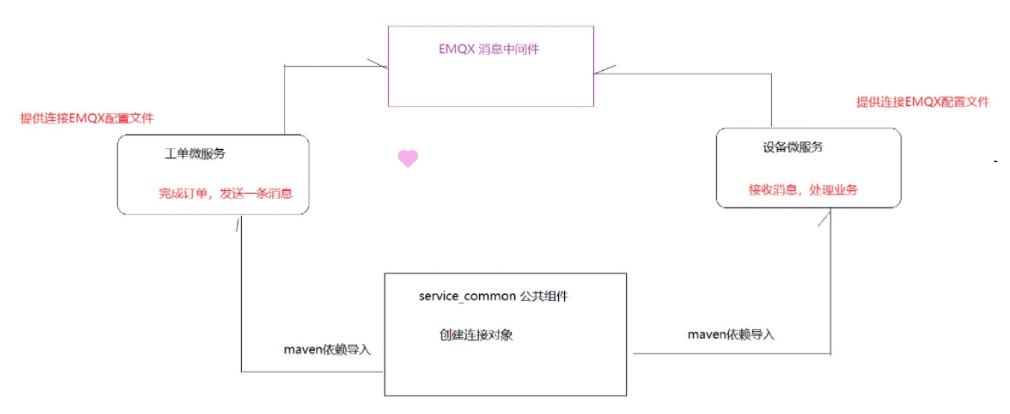 EMQX 消息中间件
提供连接EMQX配置文件
提供连接EMQX配置文件
工单微服务
完成订单，发送一条消息
设备微服务
接收消息，处理业务
service_common 公共组件
创建连接对象
maven依赖导入
maven依赖导入